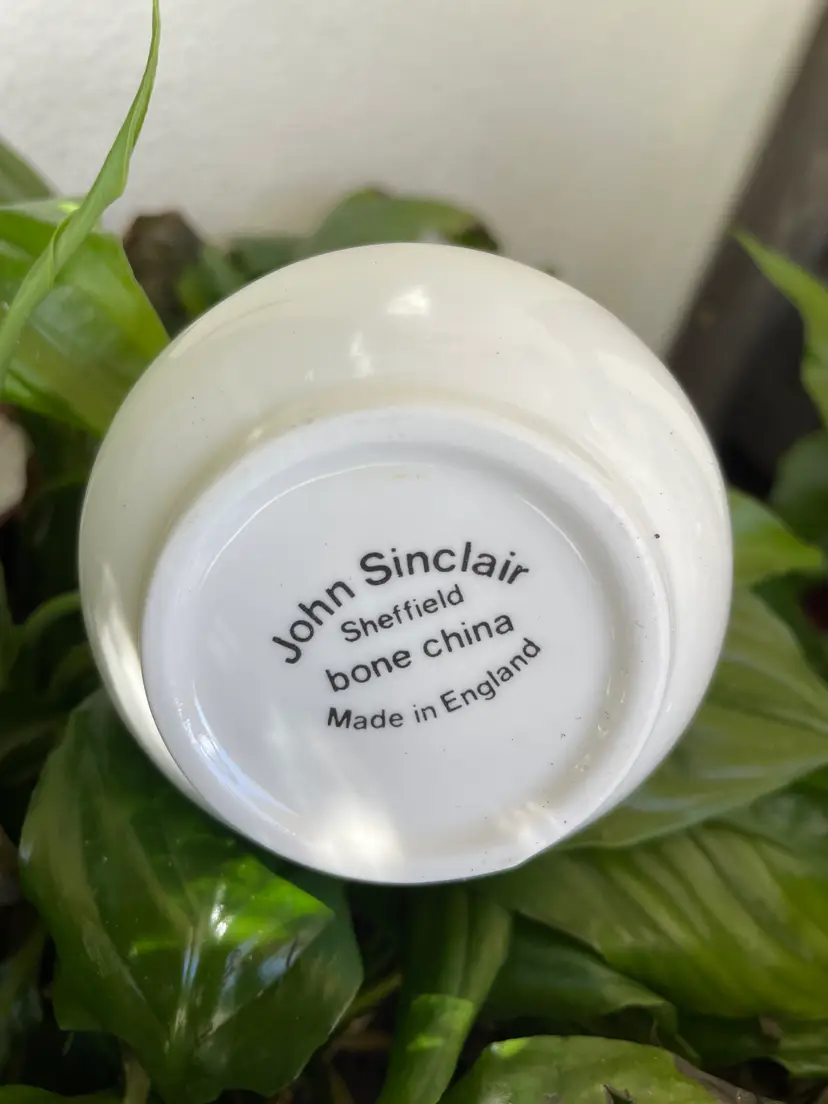 John Sinclair
Sheffield
bone china
Made in England